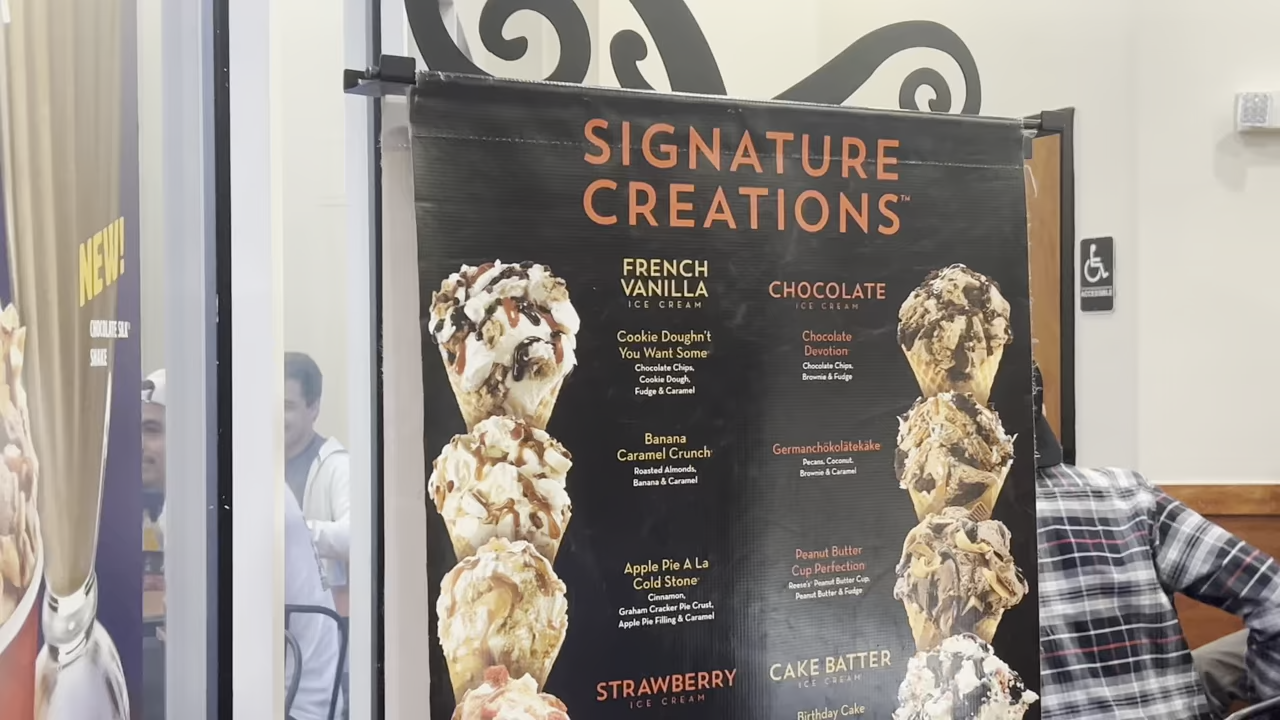 NEW!
CHOCOLATE SILK
SHAKE
SIGNATURE
CREATIONS™
FRENCH
VANILLA
ICE CREAM
Cookie Doughn't
You Want Some
Chocolate Chips,
Cookie Dough,
Fudge & Caramel
Banana
Caramel Crunch
Roasted Almonds,
Banana & Caramel
Apple Pie A La
Cold Stone
Cinnamon,
Graham Cracker Pie Crust,
Apple Pie Filling & Caramel
STRAWBERRY
ICE CREAM
CHOCOLATE
ICE CREAM
Chocolate
Devotion
Chocolate Chips,
Brownie & Fudge
Germanchökolätekäke
Pecans, Coconut,
Brownie & Caramel
Peanut Butter
Cup Perfection
Reese's Peanut Butter Cup,
Peanut Butter & Fudge
CAKE BATTER
ICE CREAM
Birthday Cake
ACCESSIBLE